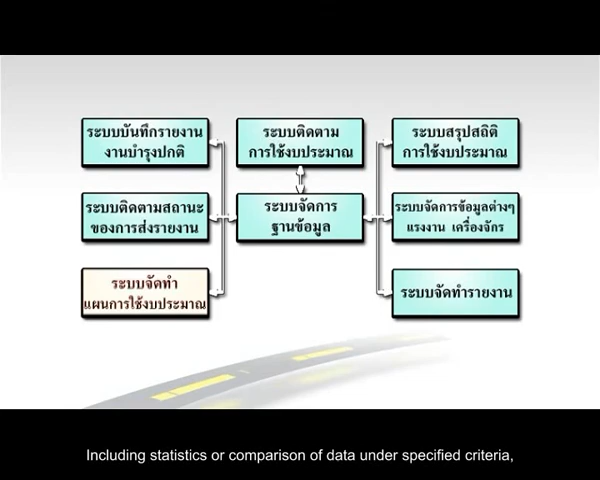 ระบบบันทึกรายงาน
งานบำรุงปกติ
ระบบติดตาม
การใช้งบประมาณ
ระบบสรุปสถิติ
การใช้งบประมาณ
ระบบติดตามสถานะ
ของการส่งรายงาน
ระบบจัดการ
ฐานข้อมูล
ระบบจัดการข้อมูลต่างๆ
แรงงาน เครื่องจักร
ระบบจัดทำ
แผนการใช้งบประมาณ
ระบบจัดทำรายงาน
Including statistics or comparison of data under specified criteria,